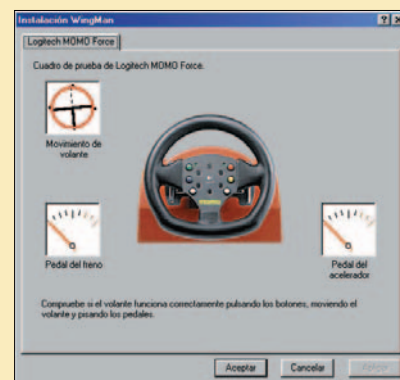 Instalación WingMan
Logitech MOMO Force
Cuadro de prueba de Logitech MOMO Force.
Movimiento de
volante
Pedal del freno
Pedal del
acelerador
Compruebe si el volante funciona correctamente pulsando los botones, moviendo el
volante y pisando los pedales.
Aceptar
Cancelar